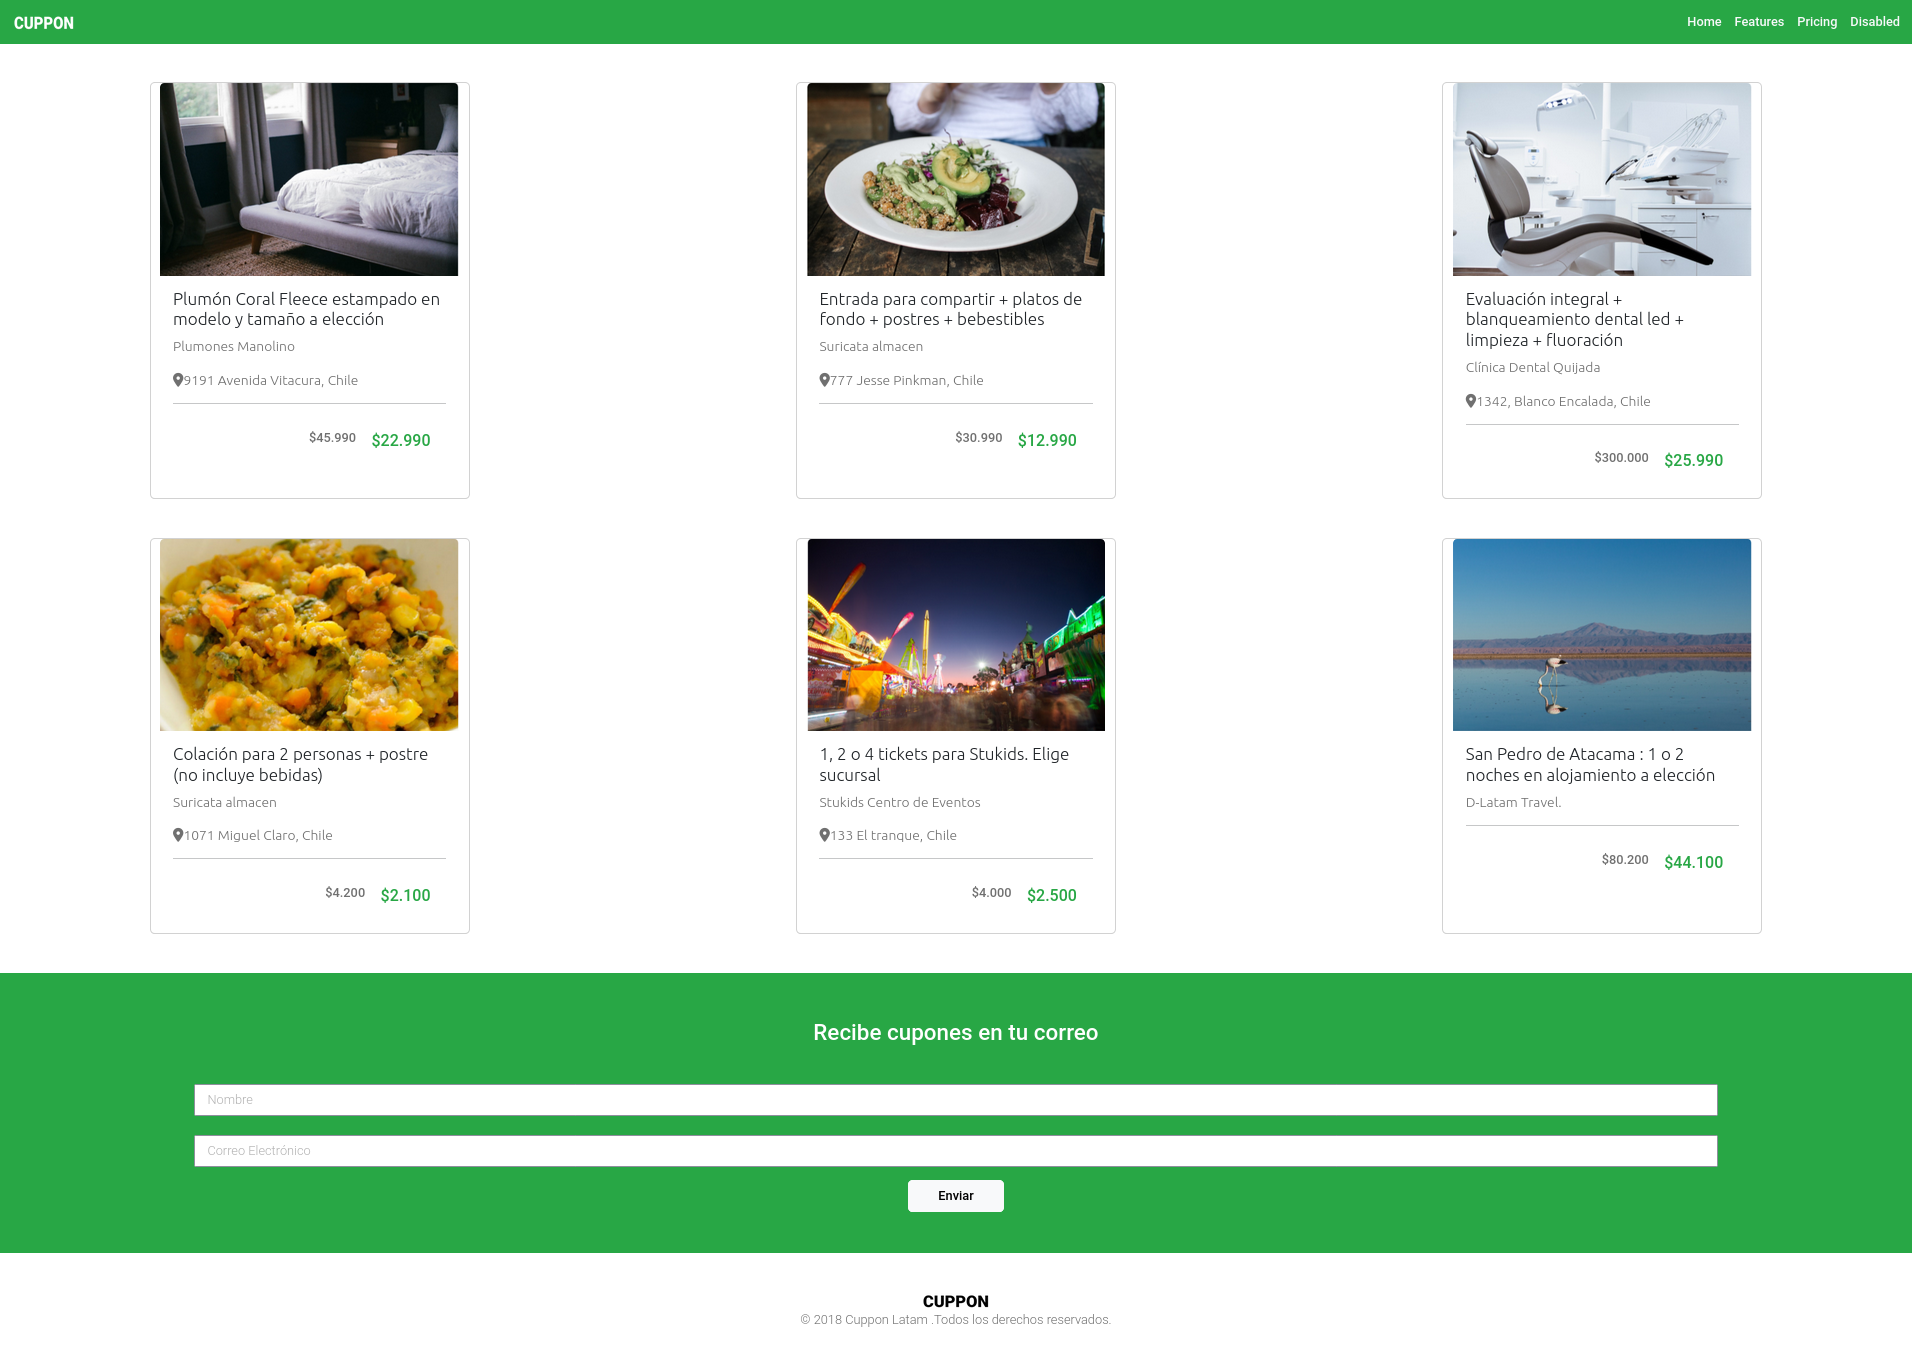 CUPPON
Home Features Pricing Disabled
Plumón Coral Fleece estampado en
modelo y tamaño a elección
Plumones Manolino
9191 Avenida Vitacura, Chile
$45.990 $22.990
Entrada para compartir + platos de
fondo + postres + bebestibles
Suricata almacen
777 Jesse Pinkman, Chile
$30.990 $12.990
Evaluación integral +
blanqueamiento dental led +
limpieza + fluoración
Clínica Dental Quijada
1342, Blanco Encalada, Chile
$300.000 $25.990
Colación para 2 personas + postre
(no incluye bebidas)
Suricata almacen
1071 Miguel Claro, Chile
$4.200 $2.100
1, 2 o 4 tickets para Stukids. Elige
sucursal
Stukids Centro de Eventos
133 El tranque, Chile
$4.000 $2.500
San Pedro de Atacama : 1 o 2
noches en alojamiento a elección
D-Latam Travel.
$80.200 $44.100
Recibe cupones en tu correo
Nombre
Correo Electrónico
Enviar
CUPPON
© 2018 Cuppon Latam .Todos los derechos reservados.